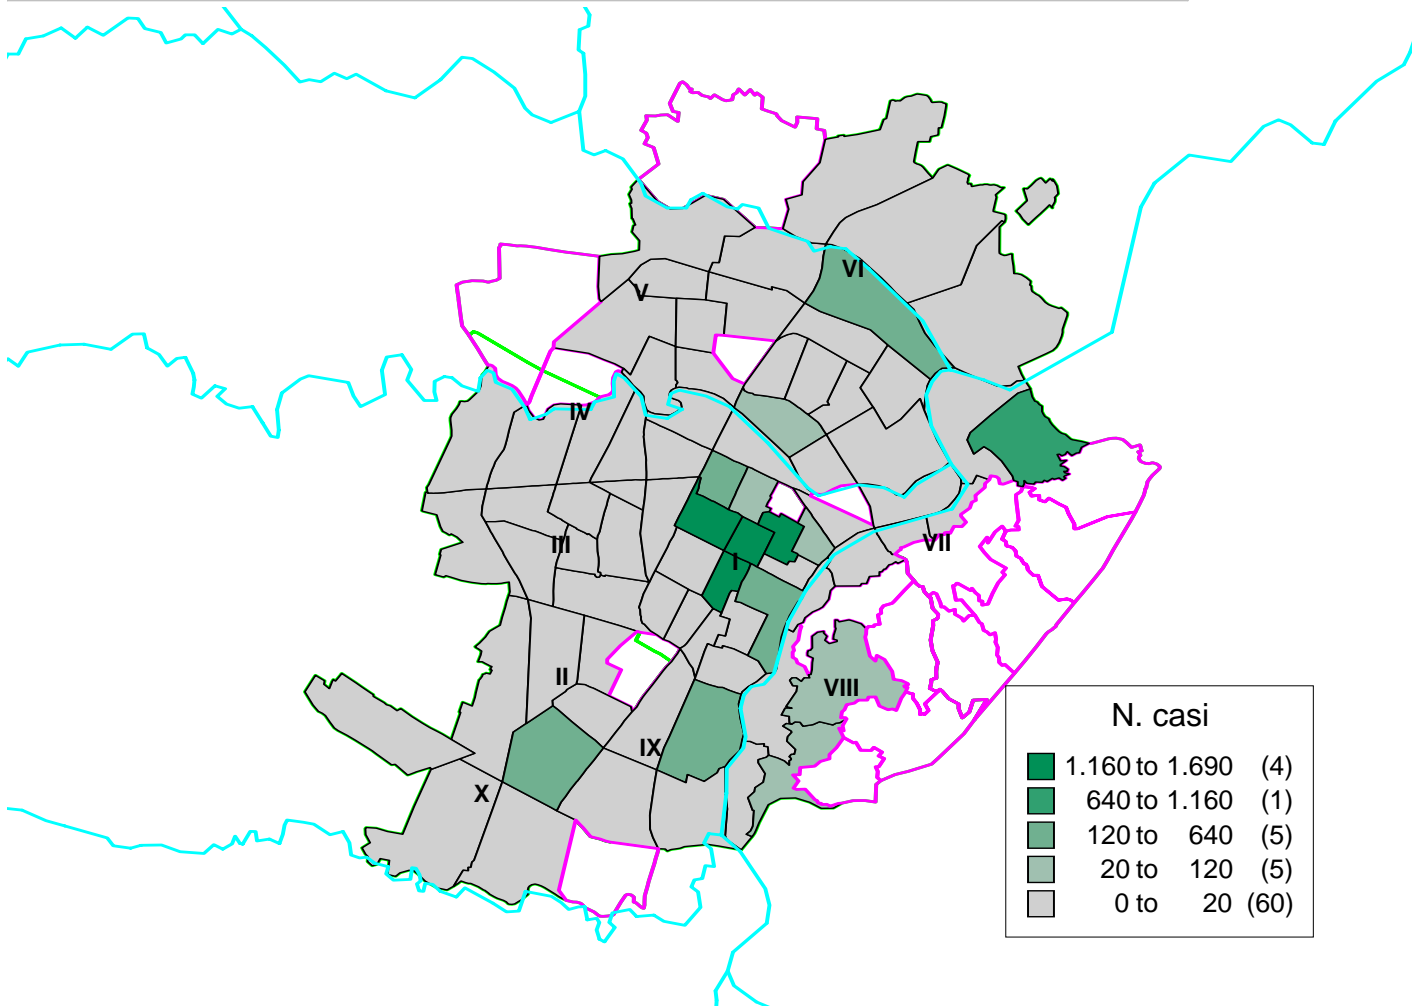 VI
V
IV
III
VII
I
II
VIII
IX
X
N. casi
1.160 to 1.690 (4)
640 to 1.160 (1)
120 to 640 (5)
20 to 120 (5)
0 to 20 (60)